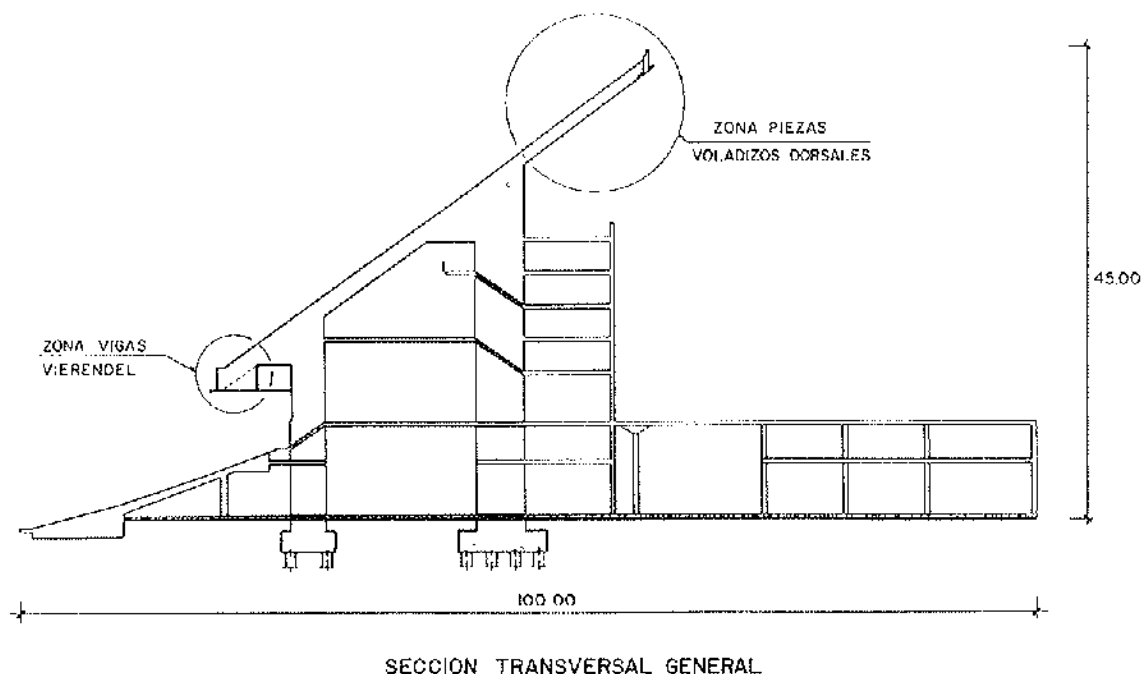 ZONA PIEZAS
VOLADIZOS DORSALES
45.00
ZONA VIGAS
VIERENDEL
100.00
SECCION TRANSVERSAL GENERAL